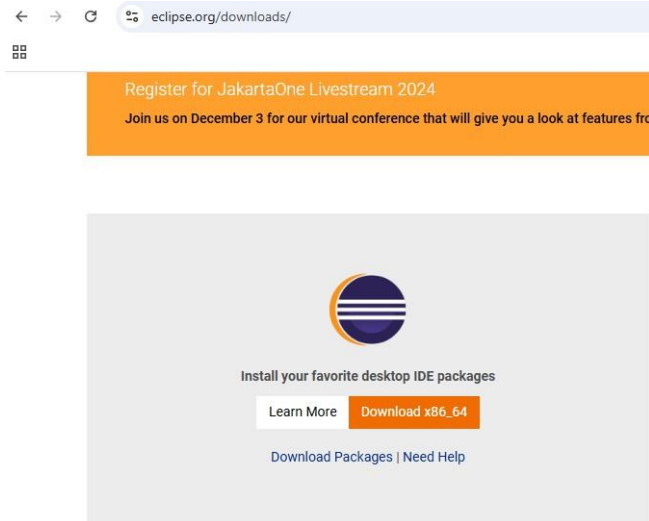 eclipse.org/downloads/
Register for JakartaOne Livestream 2024
Join us on December 3 for our virtual conference that will give you a look at features
Install your favorite desktop IDE packages
Learn More Download x86_64
Download Packages | Need Help